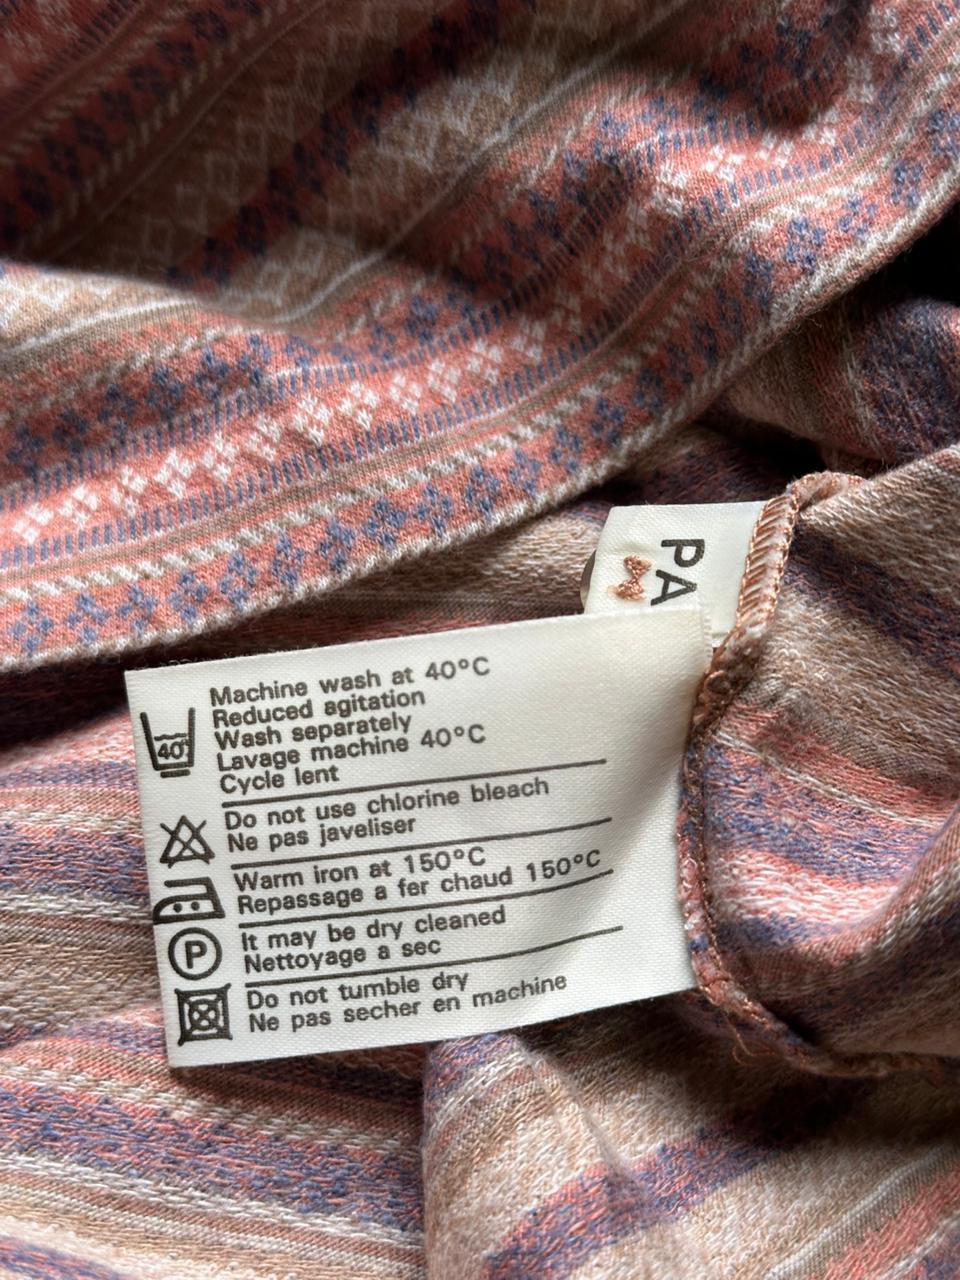 PA
Machine wash at 40°C
Reduced agitation
Wash separately
Lavage machine 40°C
Cycle lent
Do not use chlorine bleach
Ne pas javeliser
Warm iron at 150°C
Repassage a fer chaud 150°C
It may be dry cleaned
Nettoyage a sec
Do not tumble dry
Ne pas secher en machine
40
P